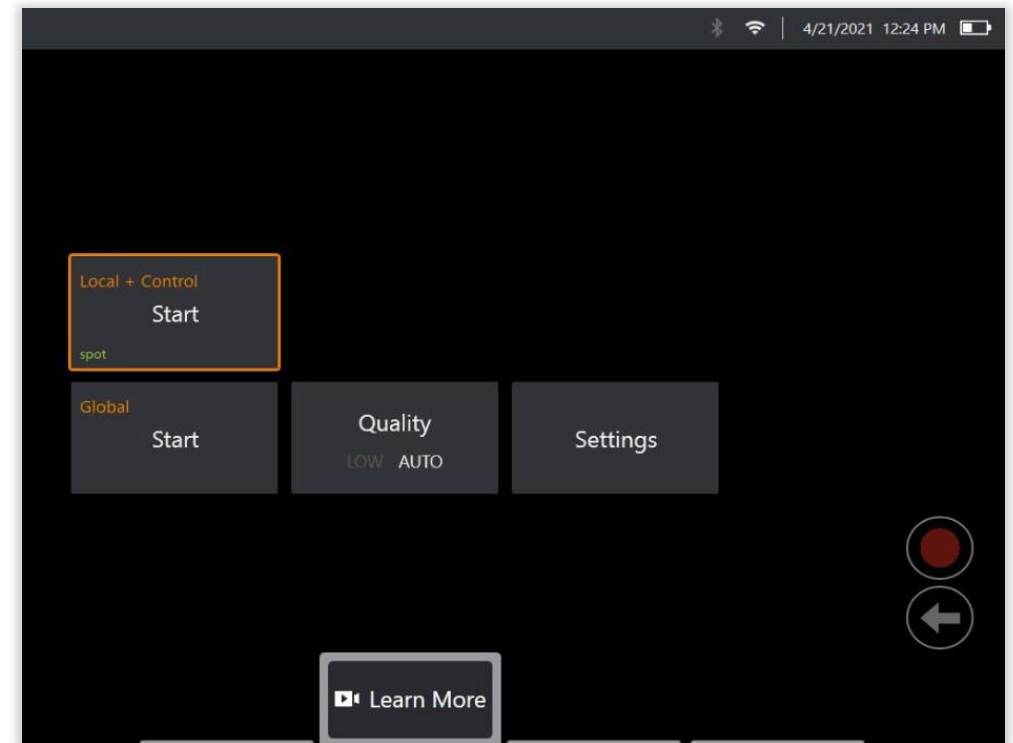 4/21/2021 12:24 PM
Local + Control
Start
spot
Global
Start
Quality
LOW AUTO
Settings
Learn More